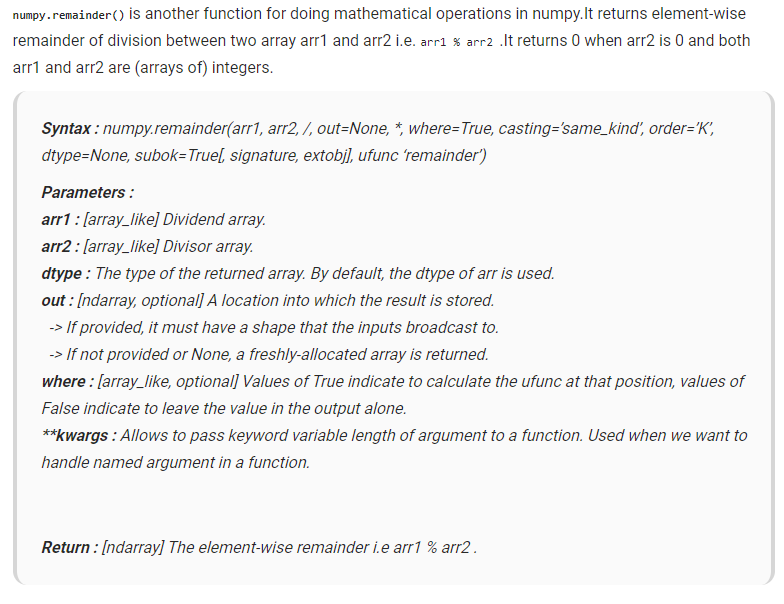 numpy.remainder() is another function for doing mathematical operations in numpy.It returns element-wise
remainder of division between two array arr1 and arr2 i.e. arr1 % arr2 .It returns 0 when arr2 is 0 and both
arr1 and arr2 are (arrays of) integers.
Syntax : numpy.remainder(arr1, arr2, /, out=None, *, where=True, casting=’same_kind’, order=’K’,
dtype=None, subok=True[, signature, extobj], ufunc ‘remainder’)
Parameters :
arr1 : [array_like] Dividend array.
arr2 : [array_like] Divisor array.
dtype : The type of the returned array. By default, the dtype of arr is used.
out : [ndarray, optional] A location into which the result is stored.
-> If provided, it must have a shape that the inputs broadcast to.
-> If not provided or None, a freshly-allocated array is returned.
where : [array_like, optional] Values of True indicate to calculate the ufunc at that position, values of
False indicate to leave the value in the output alone.
**kwargs : Allows to pass keyword variable length of argument to a function. Used when we want to
handle named argument in a function.
Return : [ndarray] The element-wise remainder i.e arr1 % arr2 .